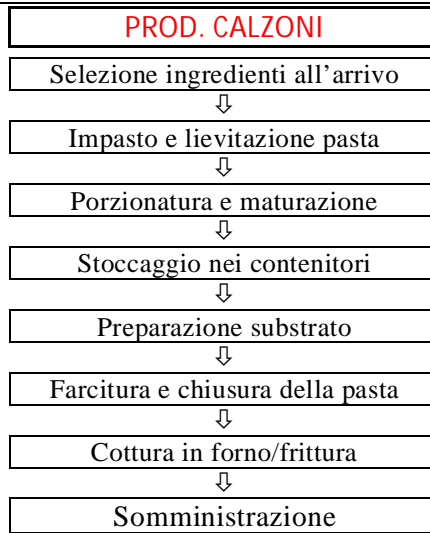 PROD. CALZONI
Selezione ingredienti all'arrivo
⇩
Impasto e lievitazione pasta
⇩
Porzionatura e maturazione
⇩
Stoccaggio nei contenitori
⇩
Preparazione substrato
⇩
Farcitura e chiusura della pasta
⇩
Cottura in forno/frittura
⇩
Somministrazione